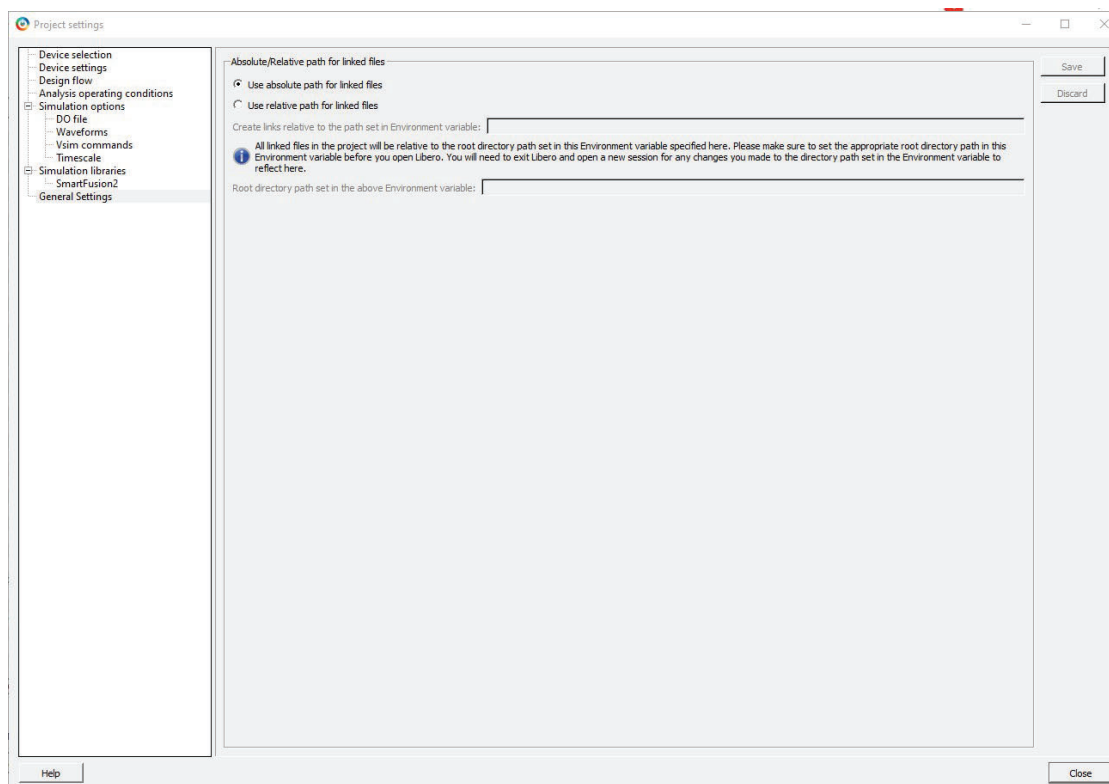 Project settings
Device selection
Device settings
Design flow
Analysis operating conditions
Simulation options
DO file
Waveforms
Vsim commands
Timescale
Simulation libraries
SmartFusion2
General Settings
Absolute/Relative path for linked files
Use absolute path for linked files
Use relative path for linked files
Create links relative to the path set in Environment variable:
All linked files in the project will be relative to the root directory path set in this Environment variable specified here. Please make sure to set the appropriate root directory path in this
Environment variable before you open Libero. You will need to exit Libero and open a new session for any changes you made to the directory path set in the Environment variable to
reflect here.
Root directory path set in the above Environment variable:
Save
Discard
Help
Close